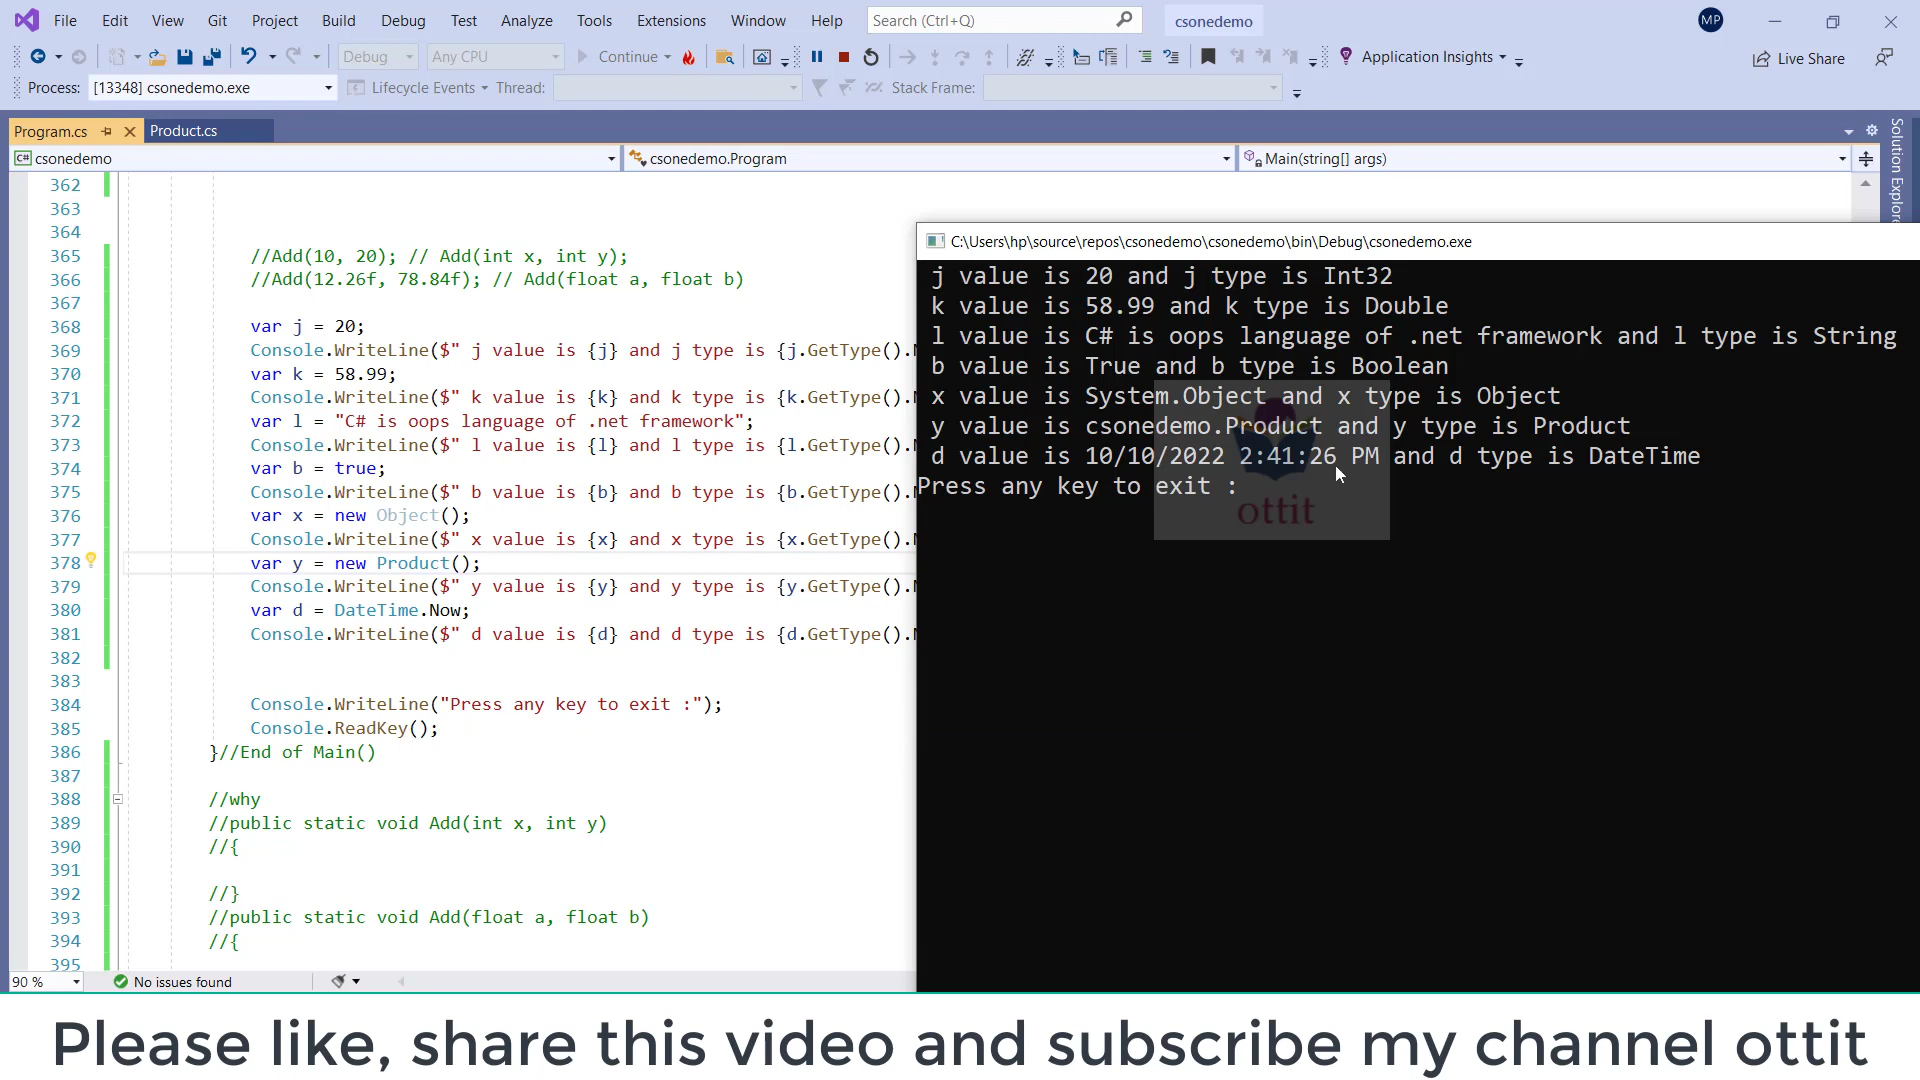 File Edit View Git Project Build Debug Test Analyze Tools Extensions Window Help Search (Ctrl+Q) csonedemo MP
Debug Any CPU Continue Application Insights Live Share
Process: [13348] csonedemo.exe Lifecycle Events Thread: Stack Frame:
Program.cs Product.cs
C# csonedemo csonedemo.Program Main(string[] args)
Solution Explore
362
363
364
365 //Add(10, 20); // Add(int x, int y);
366 //Add(12.26f, 78.84f); // Add(float a, float b)
367
368 var j = 20;
369 Console.WriteLine($" j value is {j} and j type is {j.GetType().N
370 var k = 58.99;
371 Console.WriteLine($" k value is {k} and k type is {k.GetType().N
372 var l = "C# is oops language of .net framework";
373 Console.WriteLine($" l value is {l} and l type is {l.GetType().N
374 var b = true;
375 Console.WriteLine($" b value is {b} and b type is {b.GetType().N
376 var x = new Object();
377 Console.WriteLine($" x value is {x} and x type is {x.GetType().N
378 var y = new Product();
379 Console.WriteLine($" y value is {y} and y type is {y.GetType().N
380 var d = DateTime.Now;
381 Console.WriteLine($" d value is {d} and d type is {d.GetType().N
382
383
384 Console.WriteLine("Press any key to exit :");
385 Console.ReadKey();
386 }//End of Main()
387
388 //why
389 //public static void Add(int x, int y)
390 //{
391
392 //}
393 //public static void Add(float a, float b)
394 //{
395
90 % No issues found
C:\Users\hp\source\repos\csonedemo\csonedemo\bin\Debug\csonedemo.exe
j value is 20 and j type is Int32
k value is 58.99 and k type is Double
l value is C# is oops language of .net framework and l type is String
b value is True and b type is Boolean
x value is System.Object and x type is Object
y value is csonedemo.Product and y type is Product
d value is 10/10/2022 2:41:26 PM and d type is DateTime
Press any key to exit :
ottit
Please like, share this video and subscribe my channel ottit